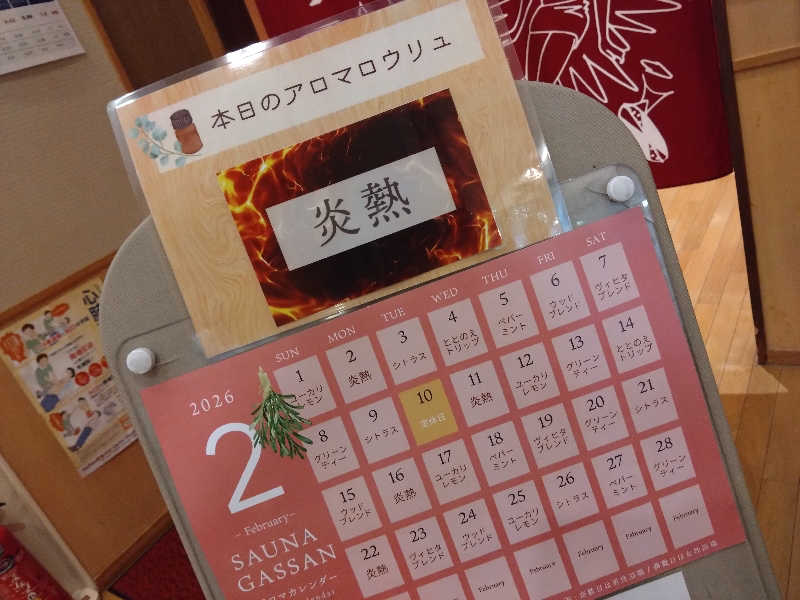 本日のアロマロウリュ
炎熱
2026
2
- February -
SAUNA
GASSAN
SUN MON TUE WED THU FRI SAT
1 2 3 4 5 6 7
ユーカリレモン 炎熱 シトラス ととのえトリップ ペパーミント ウッドブレンド ヴィヒタブレンド
8 9 10 11 12 13 14
グリーンティー シトラス 定休日 炎熱 ユーカリレモン グリーンティー ととのえトリップ
15 16 17 18 19 20 21
ウッドブレンド 炎熱 ユーカリレモン ペパーミント ヴィヒタブレンド グリーンティー シトラス
22 23 24 25 26 27 28
炎熱 ヴィヒタブレンド ウッドブレンド ユーカリレモン シトラス ペパーミント グリーンティー
February February February February February